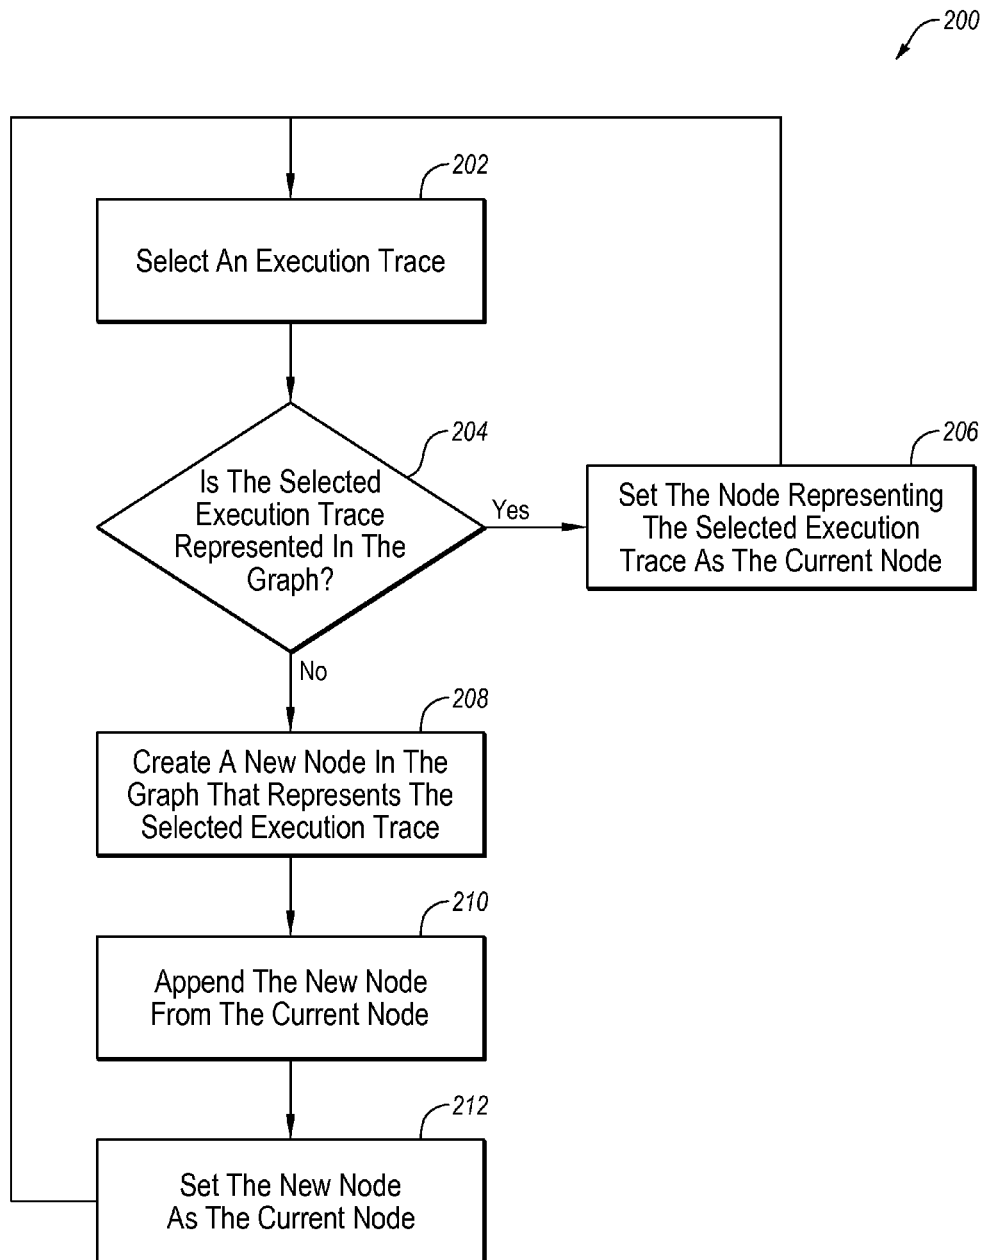 200
202
Select An Execution Trace
204
Is The Selected
Execution Trace
Represented In The
Graph?
Yes
206
Set The Node Representing
The Selected Execution
Trace As The Current Node
No
208
Create A New Node In The
Graph That Represents The
Selected Execution Trace
210
Append The New Node
From The Current Node
212
Set The New Node
As The Current Node